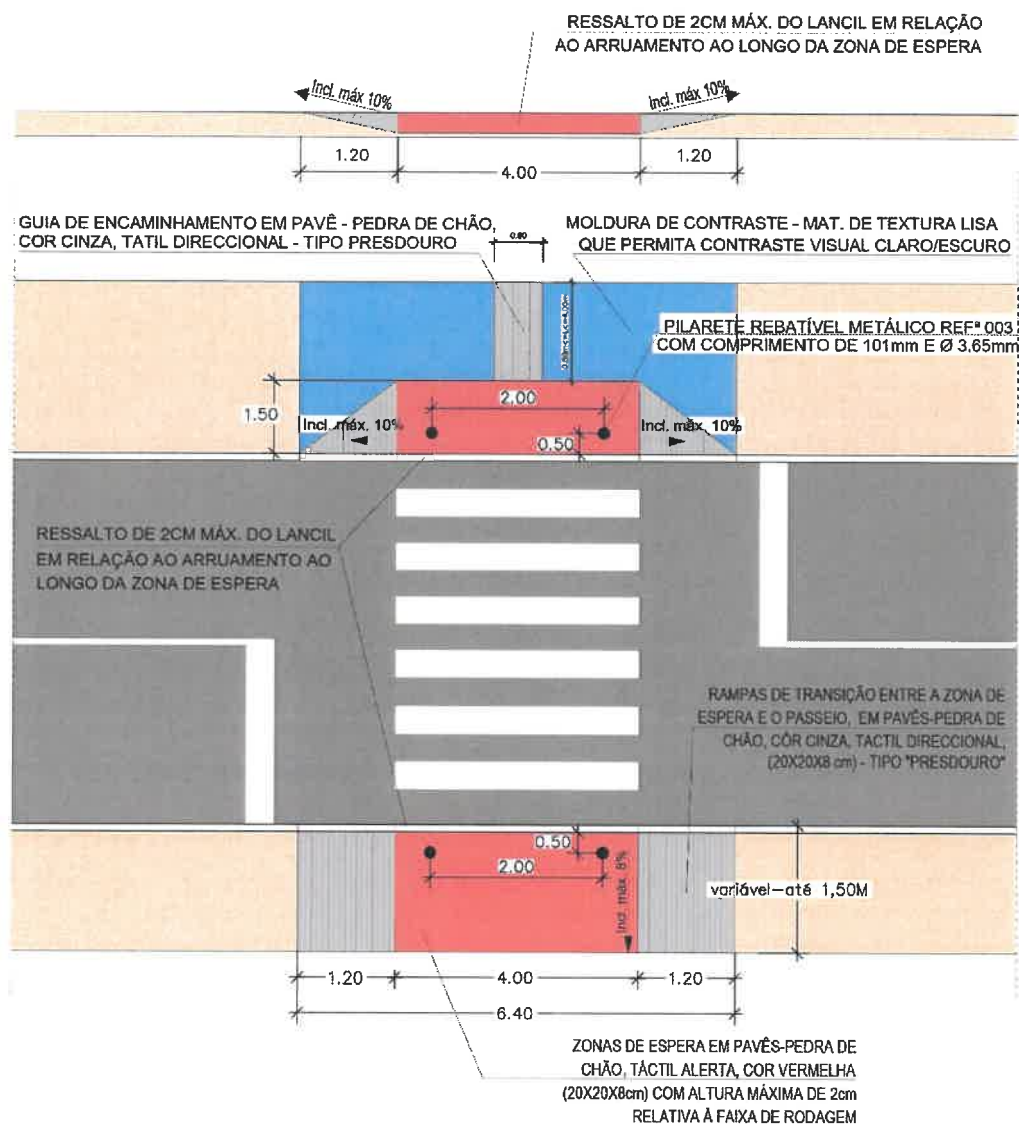 RESSALTO DE 2CM MÁX. DO LANCIL EM RELAÇÃO
AO ARRUAMENTO AO LONGO DA ZONA DE ESPERA
Incl. máx 10%
Incl. máx 10%
1.20
4.00
1.20
GUIA DE ENCAMINHAMENTO EM PAVÊ - PEDRA DE CHÃO,
COR CINZA, TATIL DIRECCIONAL - TIPO PRESDOURO
MOLDURA DE CONTRASTE - MAT. DE TEXTURA LISA
QUE PERMITA CONTRASTE VISUAL CLARO/ESCURO
PILARETE REBATÍVEL METÁLICO REFª 003
COM COMPRIMENTO DE 101mm E Ø 3.65mm
2.00
1.50
Incl. máx. 10%
Incl. máx. 10%
0.50
RESSALTO DE 2CM MÁX. DO LANCIL
EM RELAÇÃO AO ARRUAMENTO AO
LONGO DA ZONA DE ESPERA
RAMPAS DE TRANSIÇÃO ENTRE A ZONA DE
ESPERA E O PASSEIO, EM PAVÊS-PEDRA DE
CHÃO, CÔR CINZA, TACTIL DIRECCIONAL,
(20X20X8 cm) - TIPO "PRESDOURO"
0.50
2.00
Incl. máx. 8%
variável-até 1,50M
1.20
4.00
1.20
6.40
ZONAS DE ESPERA EM PAVÊS-PEDRA DE
CHÃO, TÁCTIL ALERTA, COR VERMELHA
(20X20X8cm) COM ALTURA MÁXIMA DE 2cm
RELATIVA À FAIXA DE RODAGEM